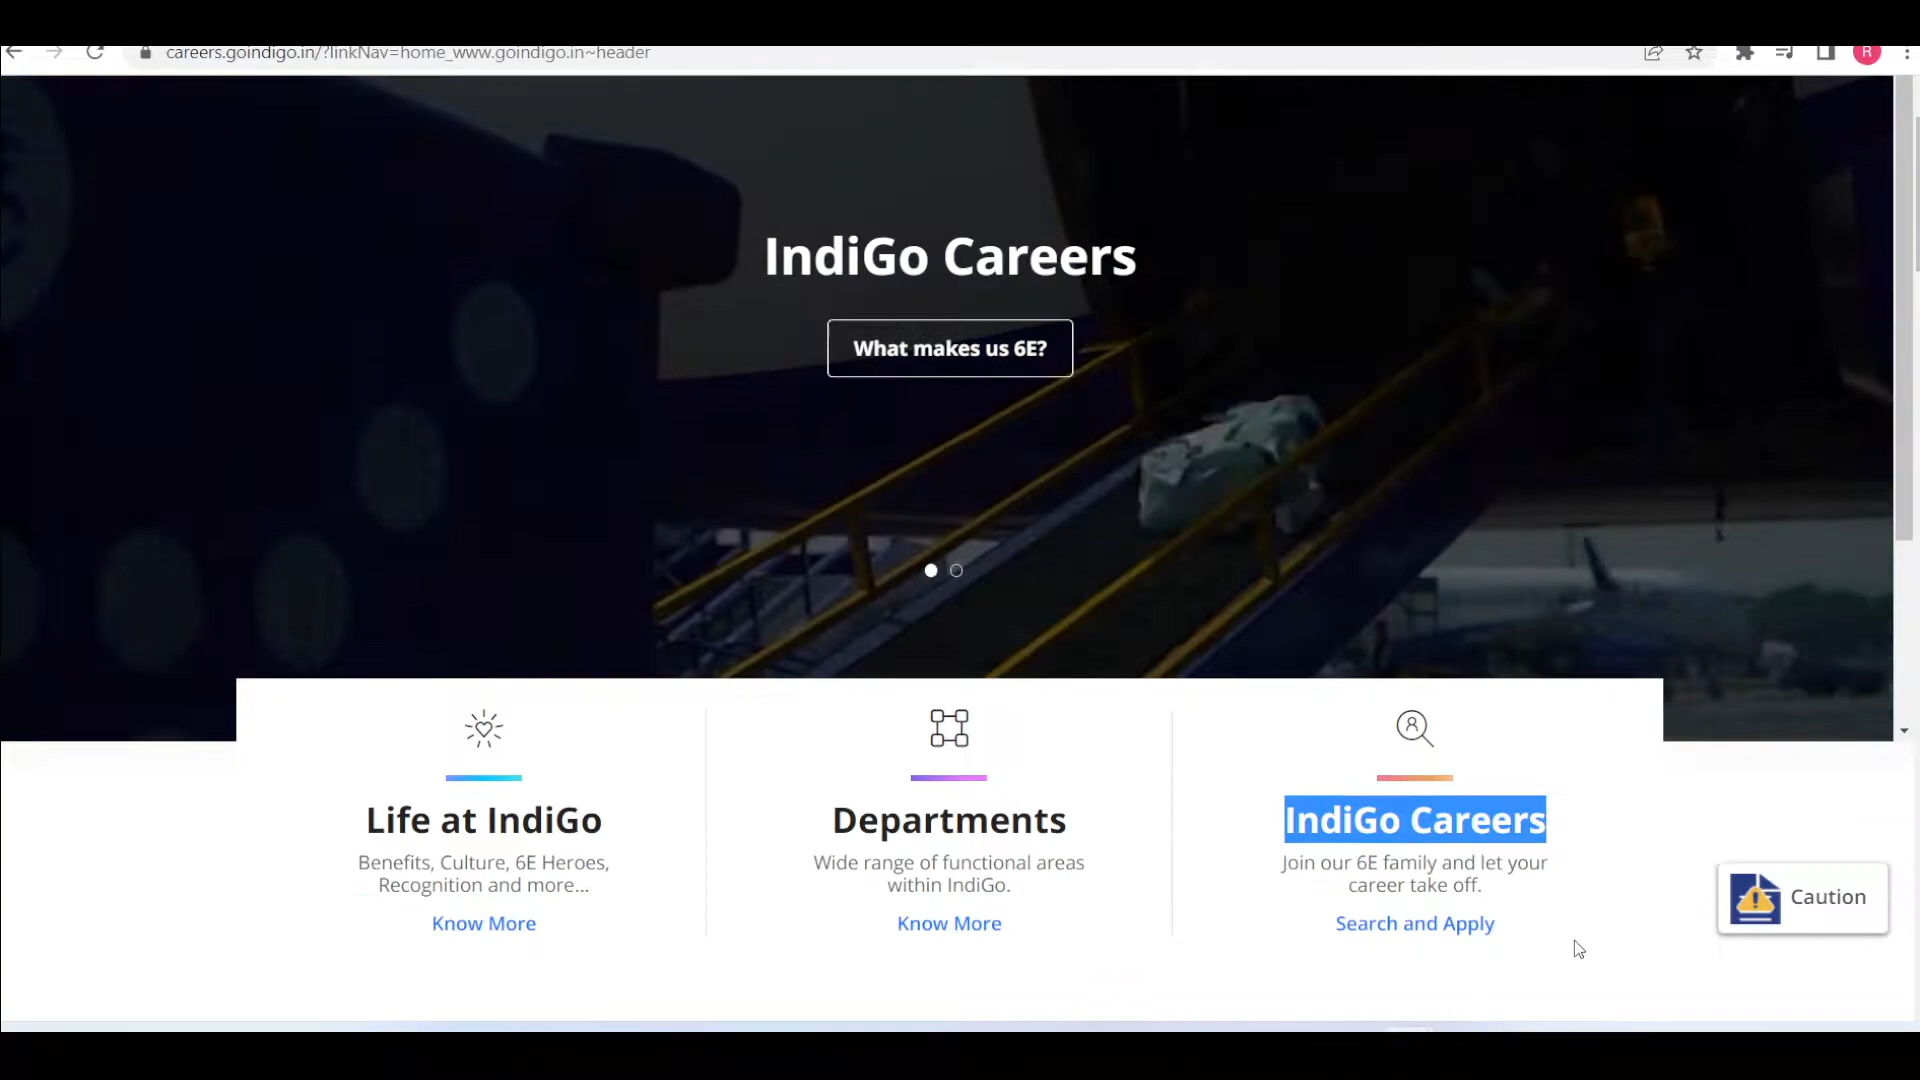 careers.goindigo.in/?linkNav=home_www.goindigo.in~header
R
IndiGo Careers
What makes us 6E?
Life at IndiGo
Benefits, Culture, 6E Heroes,
Recognition and more...
Know More
Departments
Wide range of functional areas
within IndiGo.
Know More
IndiGo Careers
Join our 6E family and let your
career take off.
Search and Apply
Caution